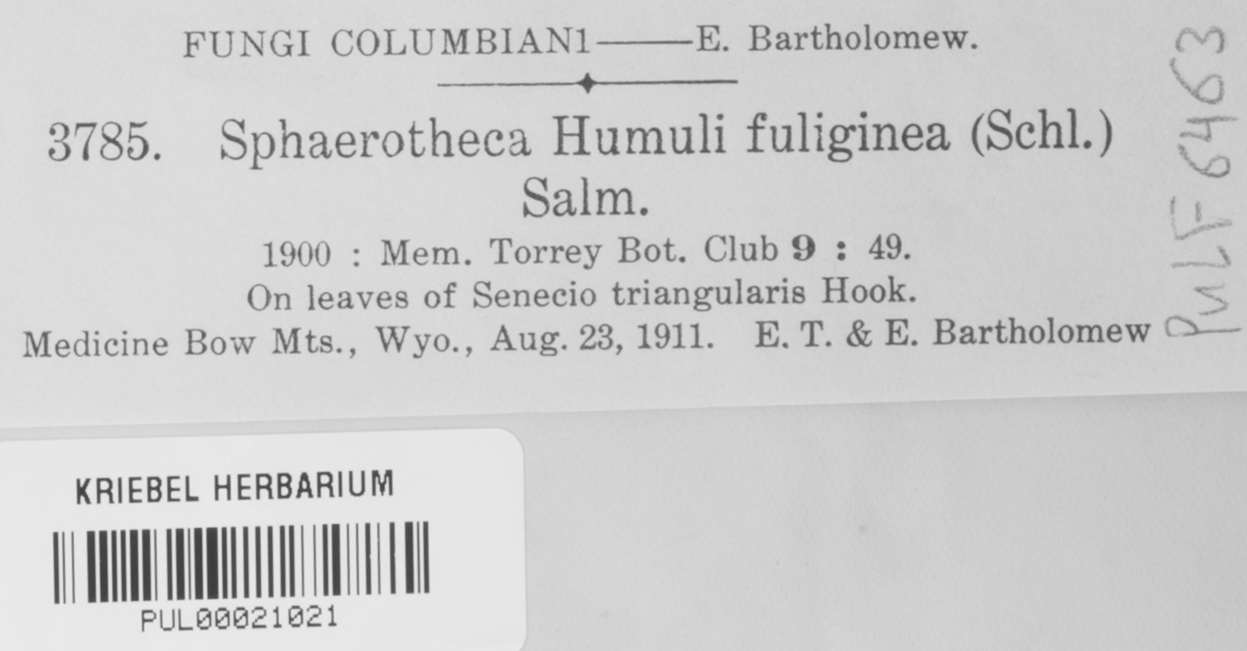 FUNGI COLUMBIAN1——E. Bartholomew.
3785. Sphaerotheca Humuli fuliginea (Schl.)
Salm.
1900 : Mem. Torrey Bot. Club 9 : 49.
On leaves of Senecio triangularis Hook.
Medicine Bow Mts., Wyo., Aug. 23, 1911. E. T. & E. Bartholomew
PULF 6463
KRIEBEL HERBARIUM
PUL00021021